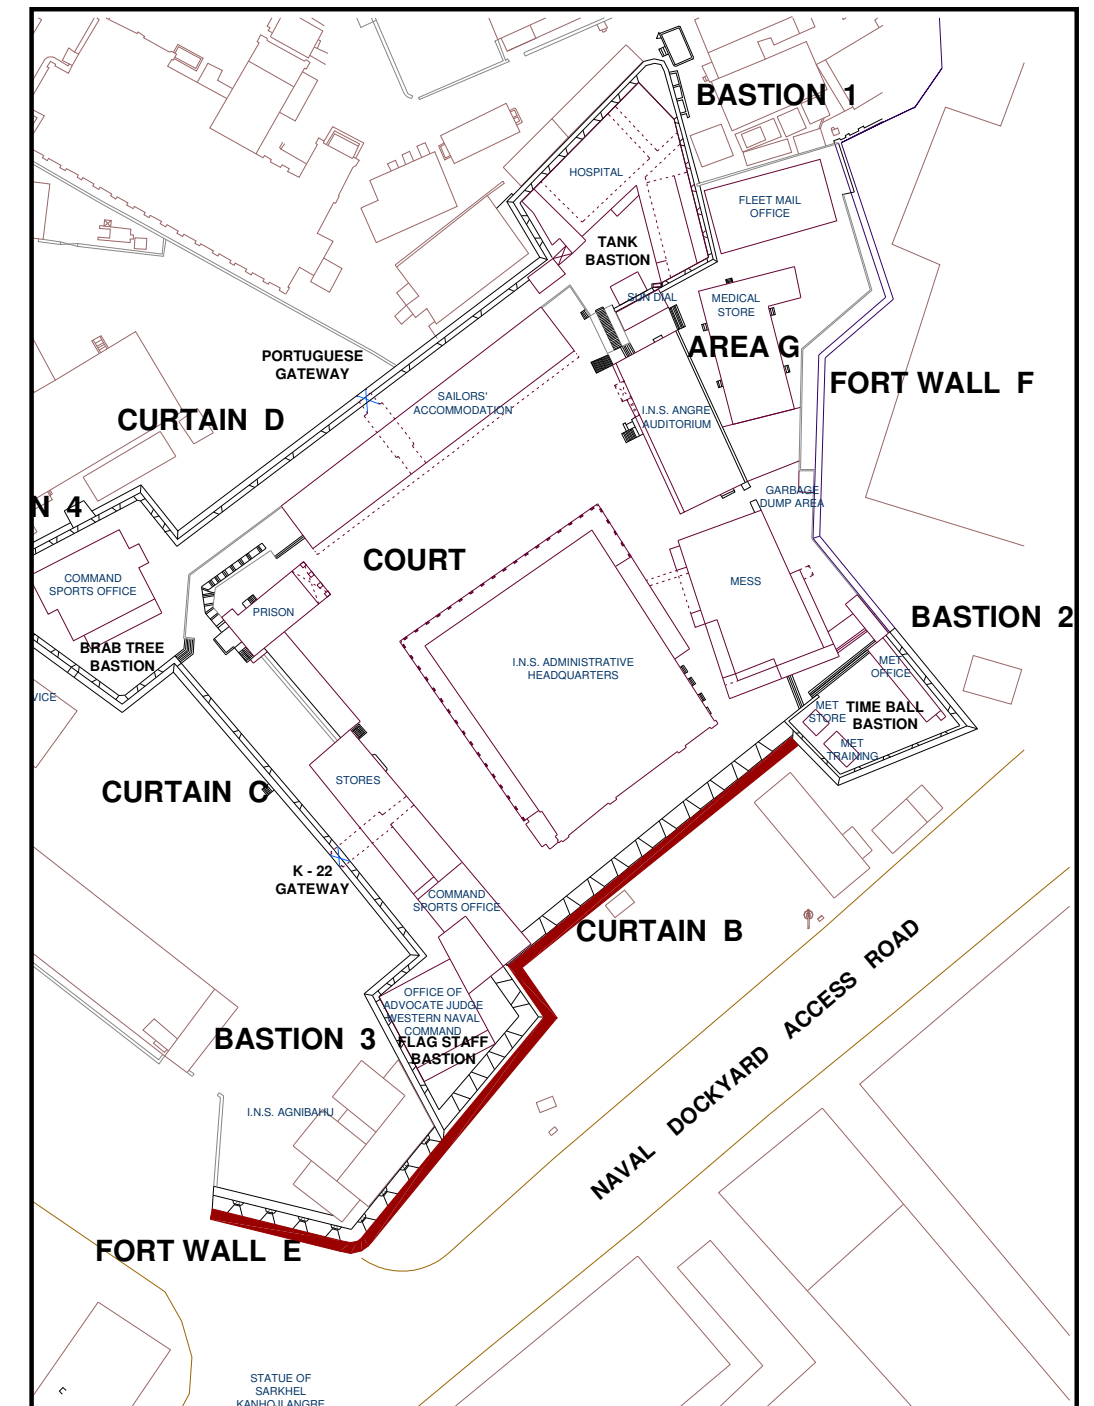 BASTION 1
HOSPITAL
FLEET MAIL
OFFICE
TANK
BASTION
SUN DIAL
MEDICAL
STORE
AREA G
PORTUGUESE
GATEWAY
FORT WALL F
CURTAIN D
SAILORS'
ACCOMMODATION
I.N.S. ANGRE
AUDITORIUM
N 4
GARBAGE
DUMP AREA
COURT
COMMAND
SPORTS OFFICE
MESS
PRISON
BASTION 2
BRAB TREE
BASTION
I.N.S. ADMINISTRATIVE
HEADQUARTERS
MET
OFFICE
VICE
MET
STORE
TIME BALL
BASTION
MET
TRAINING
STORES
CURTAIN C
K - 22
GATEWAY
COMMAND
SPORTS OFFICE
CURTAIN B
NAVAL DOCKYARD ACCESS ROAD
OFFICE OF
ADVOCATE JUDGE
WESTERN NAVAL
COMMAND
BASTION 3
FLAG STAFF
BASTION
I.N.S. AGNIBAHU
FORT WALL E
STATUE OF
SARKHEL
KANHOJI ANGRE